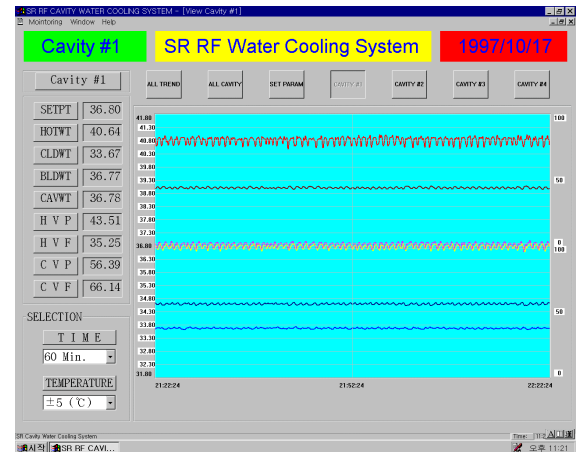 SR RF CAVITY WATER COOLING SYSTEM - [View Cavity #1]
Mointoring Window Help
Cavity #1 SR RF Water Cooling System 1997/10/17
Cavity #1 ALL TREND ALL CAVITY SET PARAM CAVITY #1 CAVITY #2 CAVITY #3 CAVITY #4
SETPT 36.80
HOTWT 40.64
CLDWT 33.67
BLDWT 36.77
CAVWT 36.78
H V P 43.51
H V F 35.25
C V P 56.39
C V F 66.14
41.80 100
41.30
40.80
40.30
39.80
39.30 50
38.80
38.30
37.80
37.30
36.80 0
100
36.30
35.80
35.30
34.80
34.30 50
33.80
33.30
32.80
32.30
31.80 0
21:22:24 21:52:24 22:22:24
SELECTION
T I M E
60 Min.
TEMPERATURE
±5 (℃)
SR Cavity Water Cooling System Time:
시작 SR RF CAVI... 오후 11:21